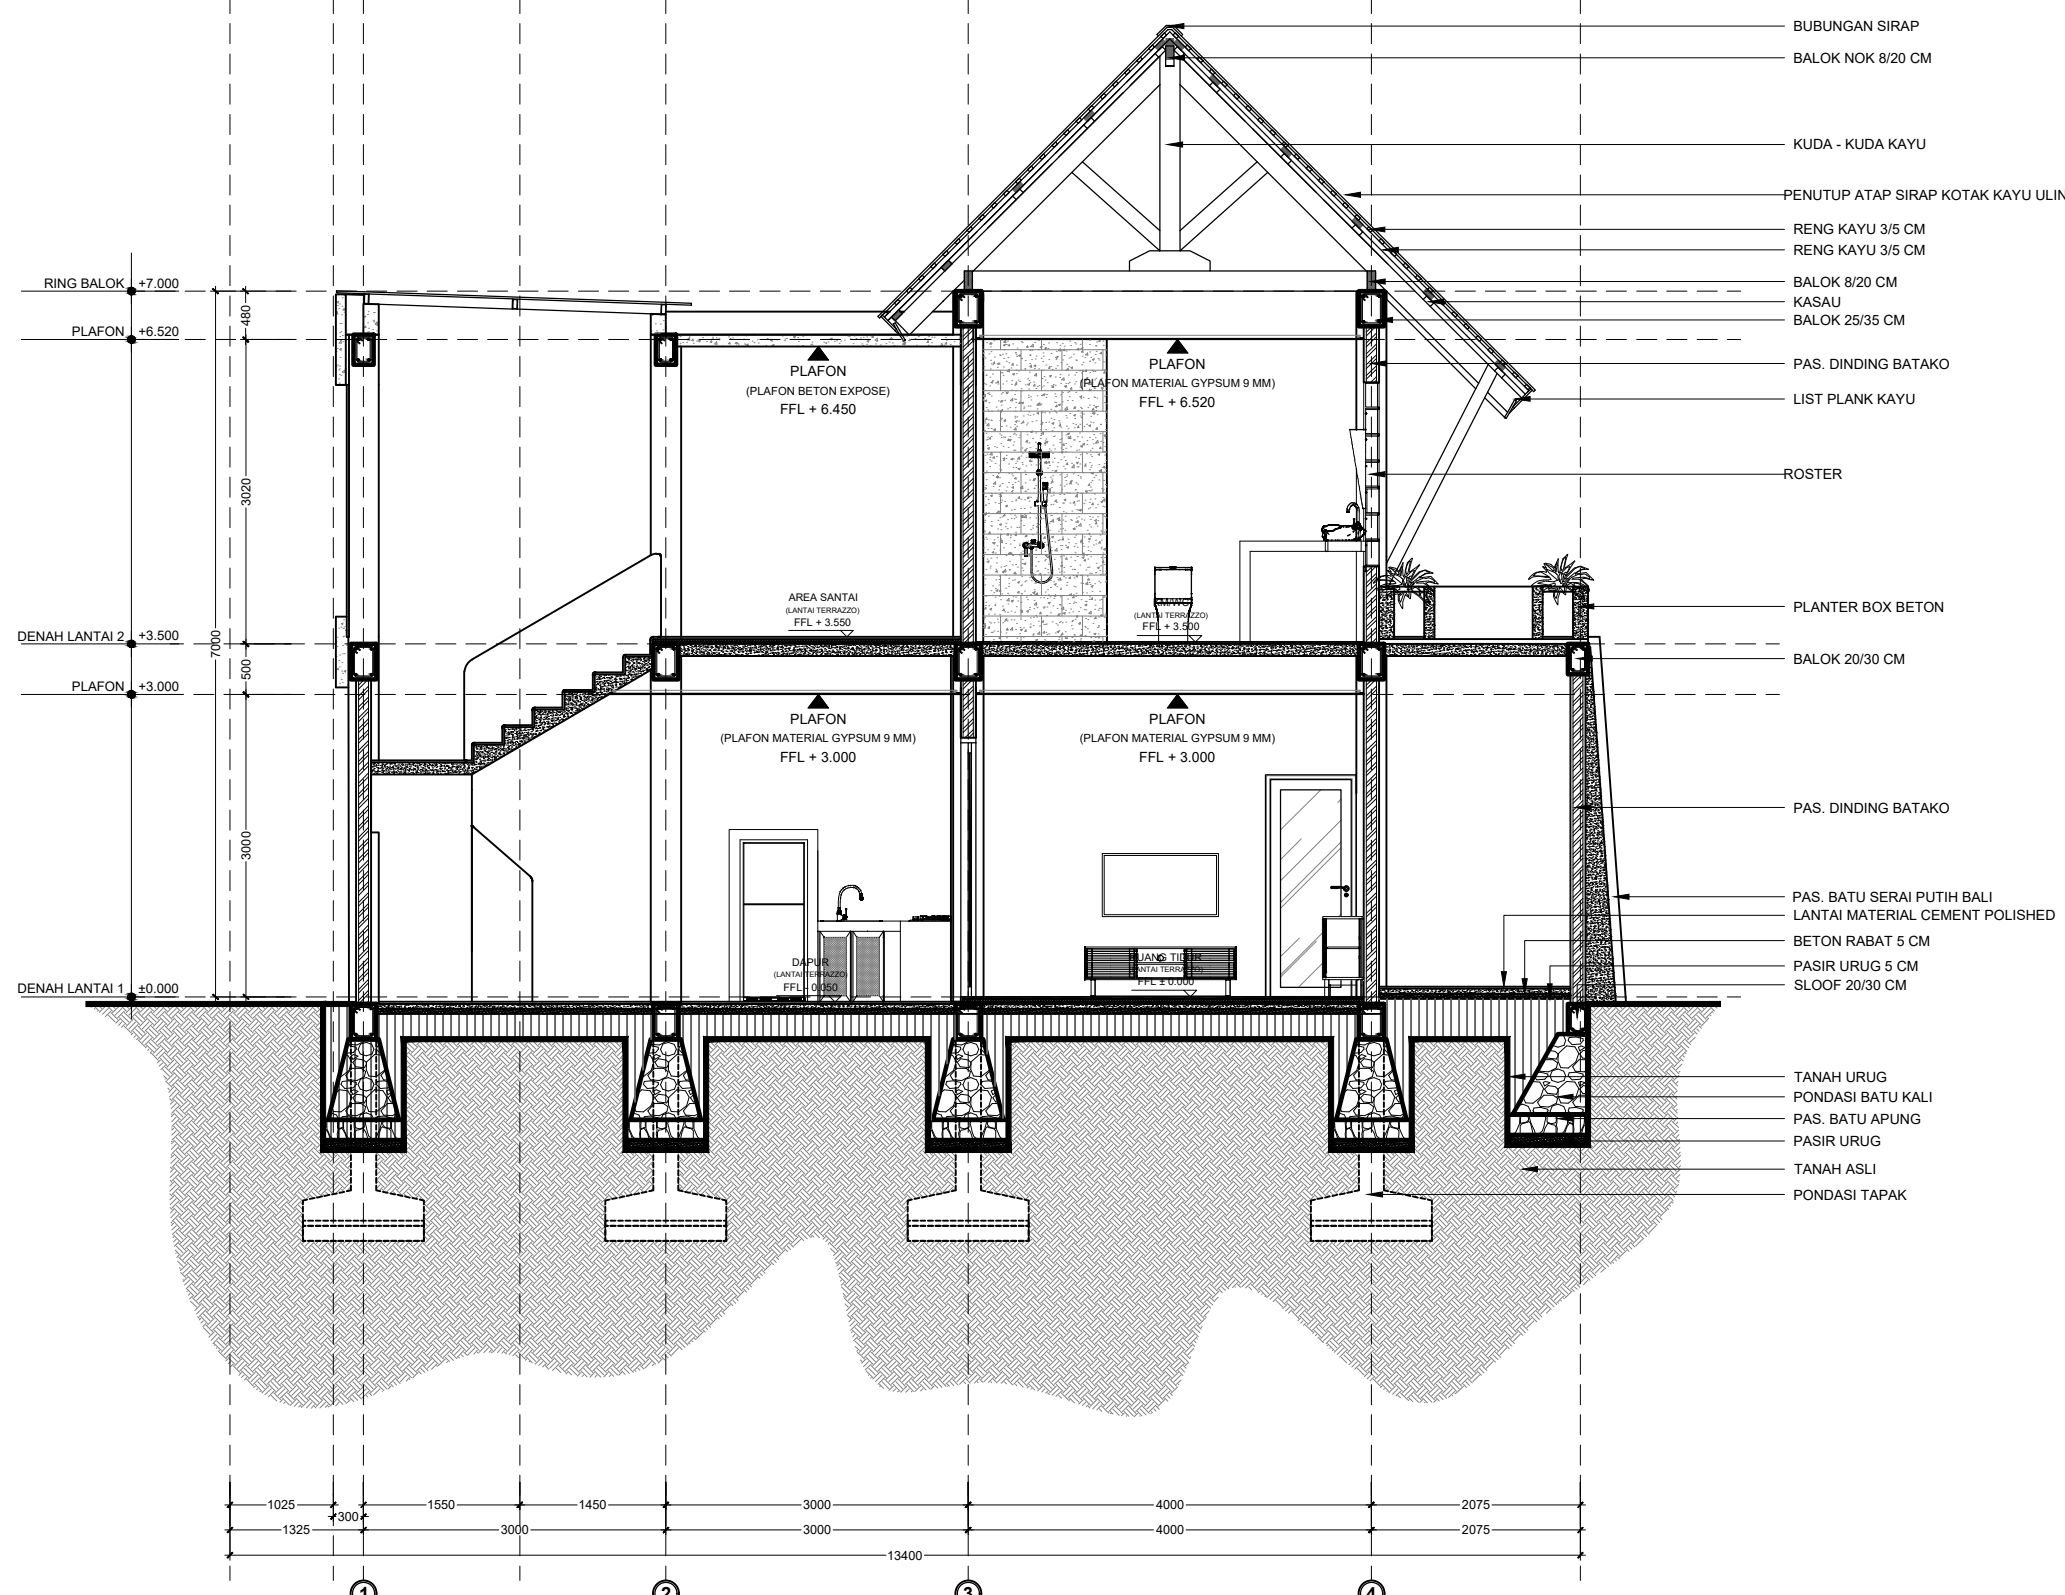 BUBUNGAN SIRAP
BALOK NOK 8/20 CM
KUDA - KUDA KAYU
PENUTUP ATAP SIRAP KOTAK KAYU ULIN
RENG KAYU 3/5 CM
RENG KAYU 3/5 CM
BALOK 8/20 CM
KASAU
BALOK 25/35 CM
PAS. DINDING BATAKO
LIST PLANK KAYU
ROSTER
PLANTER BOX BETON
BALOK 20/30 CM
PAS. DINDING BATAKO
PAS. BATU SERAI PUTIH BALI
LANTAI MATERIAL CEMENT POLISHED
BETON RABAT 5 CM
PASIR URUG 5 CM
SLOOF 20/30 CM
TANAH URUG
PONDASI BATU KALI
PAS. BATU APUNG
PASIR URUG
TANAH ASLI
PONDASI TAPAK
RING BALOK +7.000
PLAFON +6.520
DENAH LANTAI 2 +3.500
PLAFON +3.000
DENAH LANTAI 1 ±0.000
480
3020
7000
500
3000
PLAFON
(PLAFON BETON EXPOSE)
FFL + 6.450
PLAFON
(PLAFON MATERIAL GYPSUM 9 MM)
FFL + 6.520
AREA SANTAI
(LANTAI TERRAZZO)
FFL + 3.550
(LANTAI TERRAZZO)
FFL + 3.500
PLAFON
(PLAFON MATERIAL GYPSUM 9 MM)
FFL + 3.000
PLAFON
(PLAFON MATERIAL GYPSUM 9 MM)
FFL + 3.000
DAPUR
(LANTAI TERRAZZO)
FFL - 0.050
RUANG TIDUR
(LANTAI TERRAZZO)
FFL ± 0.000
1025 1550 1450 3000 4000 2075
300
1325 3000 3000 4000 2075
13400
1 2 3 4